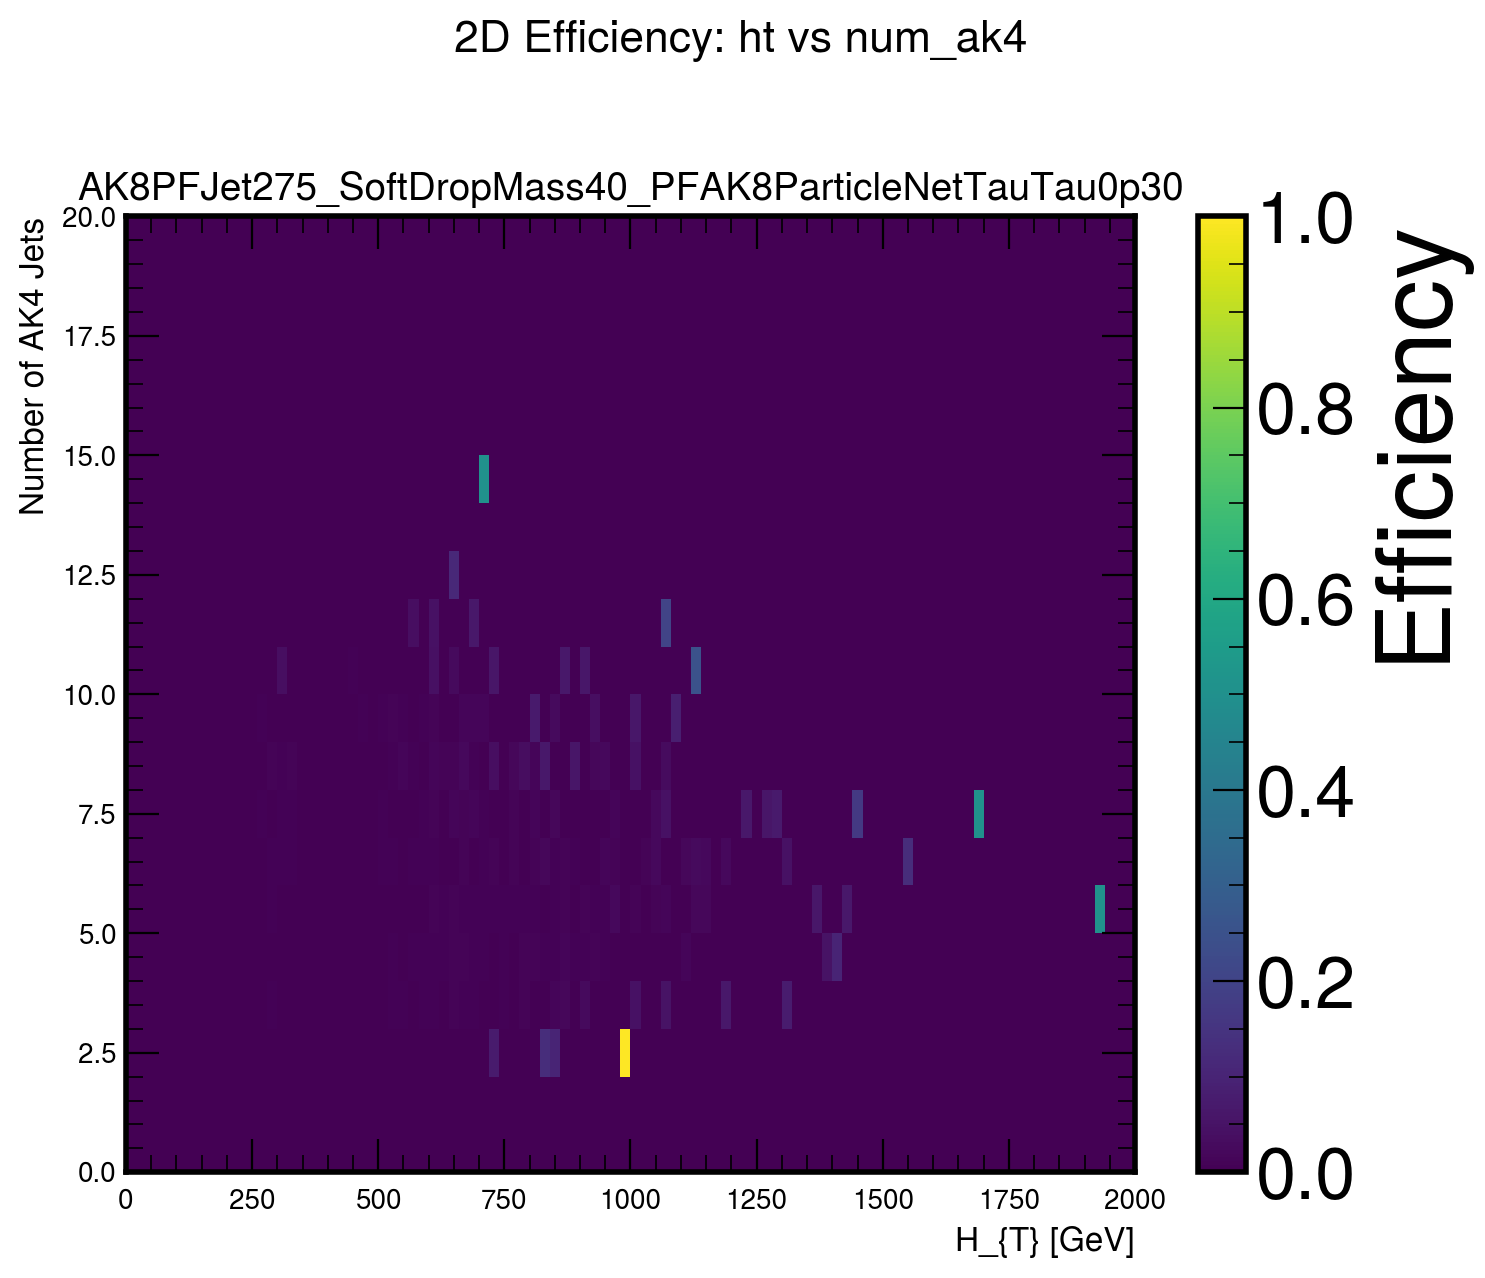 2D Efficiency: ht vs num_ak4
AK8PFJet275_SoftDropMass40_PFAK8ParticleNetTauTau0p30
Number of AK4 Jets
20.0
17.5
15.0
12.5
10.0
7.5
5.0
2.5
0.0
0 250 500 750 1000 1250 1500 1750 2000
H_{T} [GeV]
1.0
0.8
0.6
0.4
0.2
0.0
Efficiency